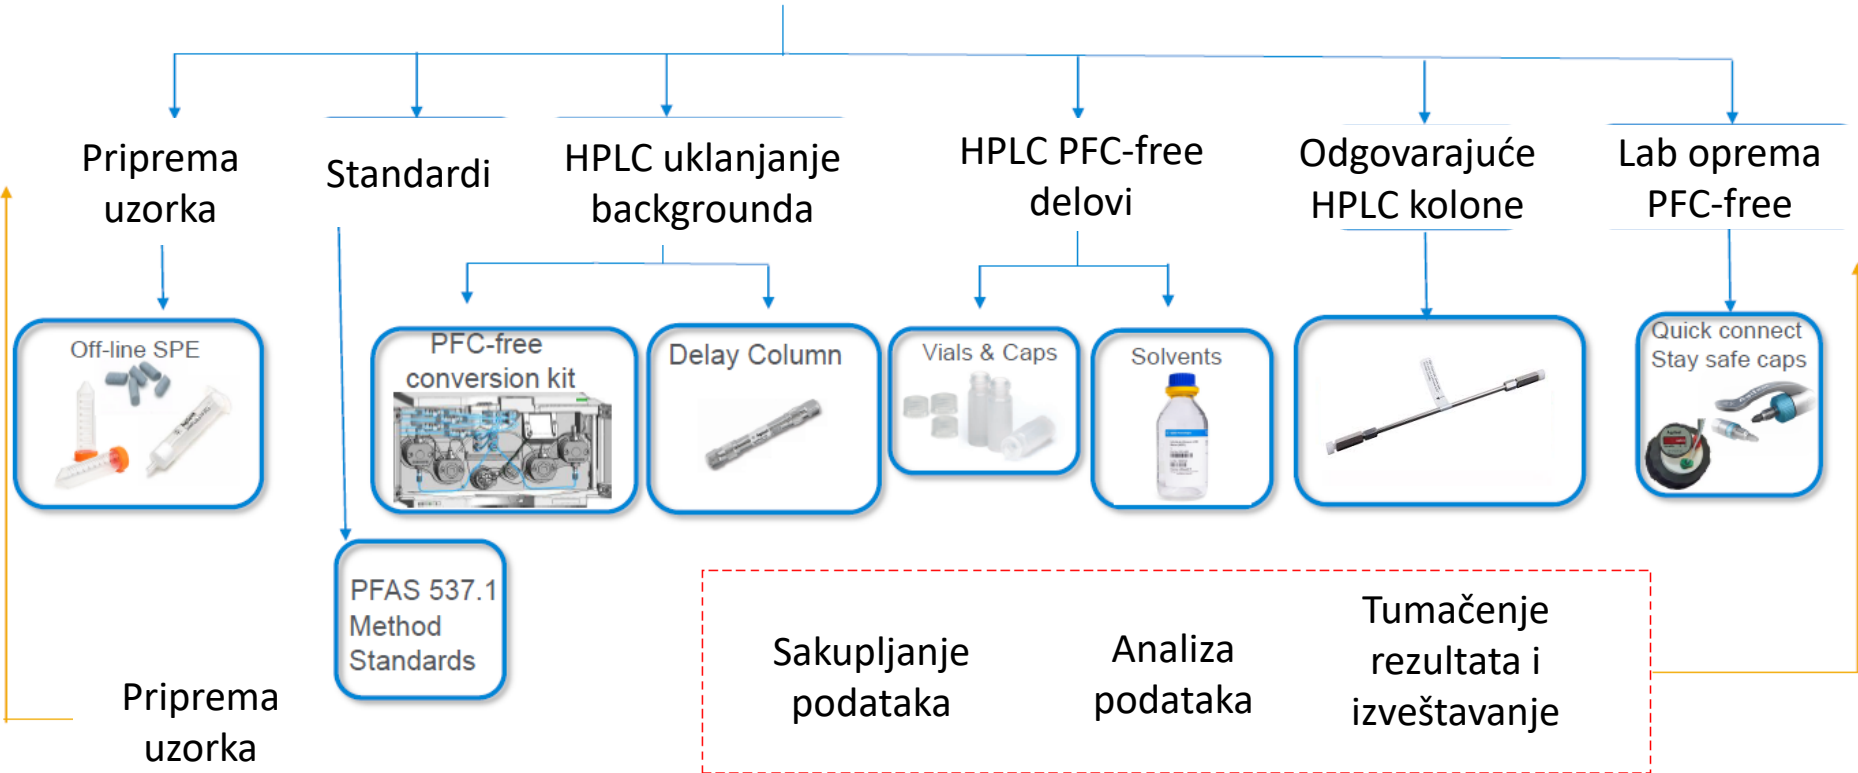 Priprema
uzorka
Standardi
HPLC uklanjanje
backgrounda
HPLC PFC-free
delovi
Odgovarajuće
HPLC kolone
Lab oprema
PFC-free
Off-line SPE
PFC-free
conversion kit
Delay Column
Vials & Caps
Solvents
Quick connect
Stay safe caps
PFAS 537.1
Method
Standards
Priprema
uzorka
Sakupljanje
podataka
Analiza
podataka
Tumačenje
rezultata i
izveštavanje